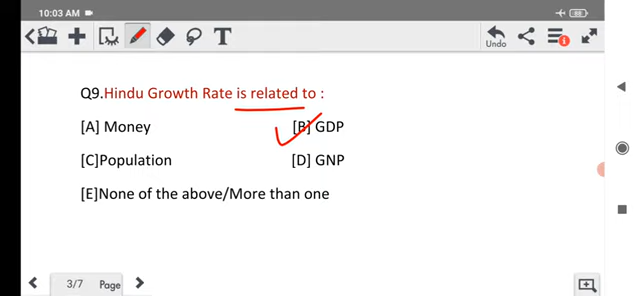 10:03 AM
88
T
Undo
Q9.Hindu Growth Rate is related to :
[A] Money
[B] GDP
[C]Population
[D] GNP
[E]None of the above/More than one
3/7 Page